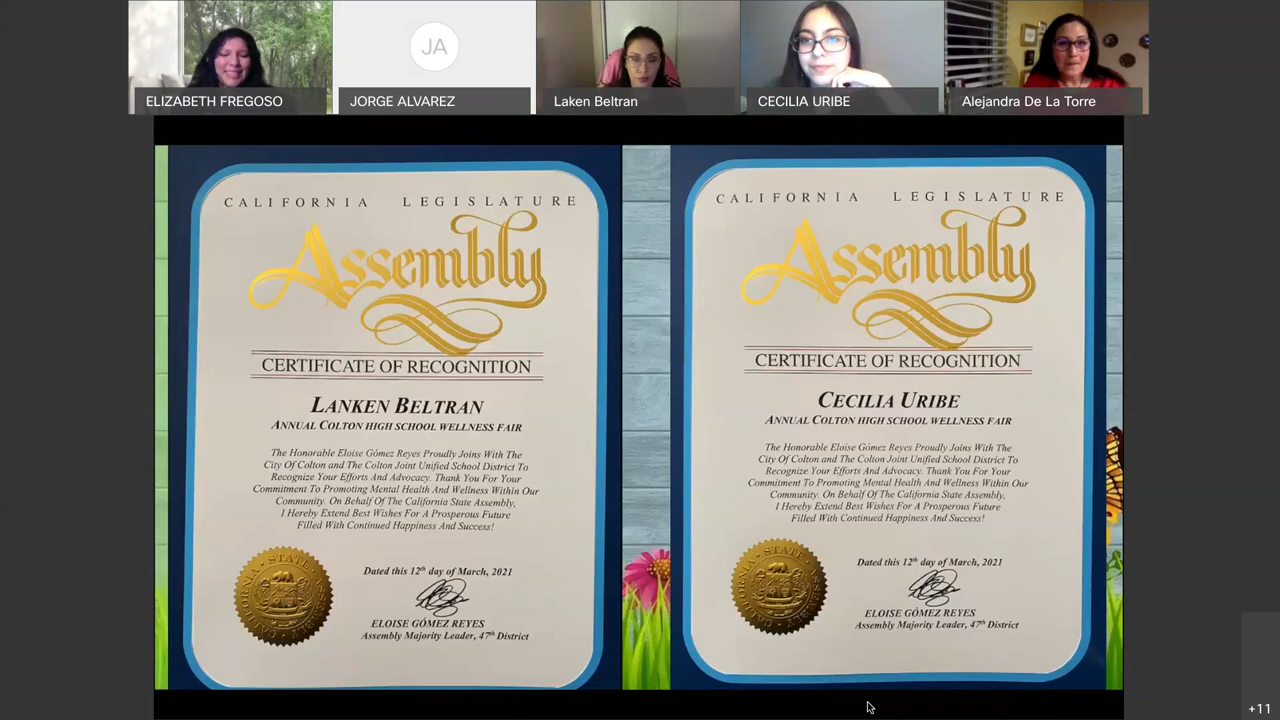 ELIZABETH FREGOSO
JA
JORGE ALVAREZ
Laken Beltran
CECILIA URIBE
Alejandra De La Torre
CALIFORNIA LEGISLATURE
Assembly
CERTIFICATE OF RECOGNITION
LANKEN BELTRAN
ANNUAL COLTON HIGH SCHOOL WELLNESS FAIR
The Honorable Eloise Gómez Reyes Proudly Joins With The
City Of Colton and The Colton Joint Unified School District To
Recognize Your Efforts And Advocacy. Thank You For Your
Commitment To Promoting Mental Health And Wellness Within Our
Community. On Behalf Of The California State Assembly,
I Hereby Extend Best Wishes For A Prosperous Future
Filled With Continued Happiness And Success!
Dated this 12th day of March, 2021
ELOISE GÓMEZ REYES
Assembly Majority Leader, 47th District
CALIFORNIA LEGISLATURE
Assembly
CERTIFICATE OF RECOGNITION
CECILIA URIBE
ANNUAL COLTON HIGH SCHOOL WELLNESS FAIR
The Honorable Eloise Gómez Reyes Proudly Joins With The
City Of Colton and The Colton Joint Unified School District To
Recognize Your Efforts And Advocacy. Thank You For Your
Commitment To Promoting Mental Health And Wellness Within Our
Community. On Behalf Of The California State Assembly,
I Hereby Extend Best Wishes For A Prosperous Future
Filled With Continued Happiness And Success!
Dated this 12th day of March, 2021
ELOISE GÓMEZ REYES
Assembly Majority Leader, 47th District
+11